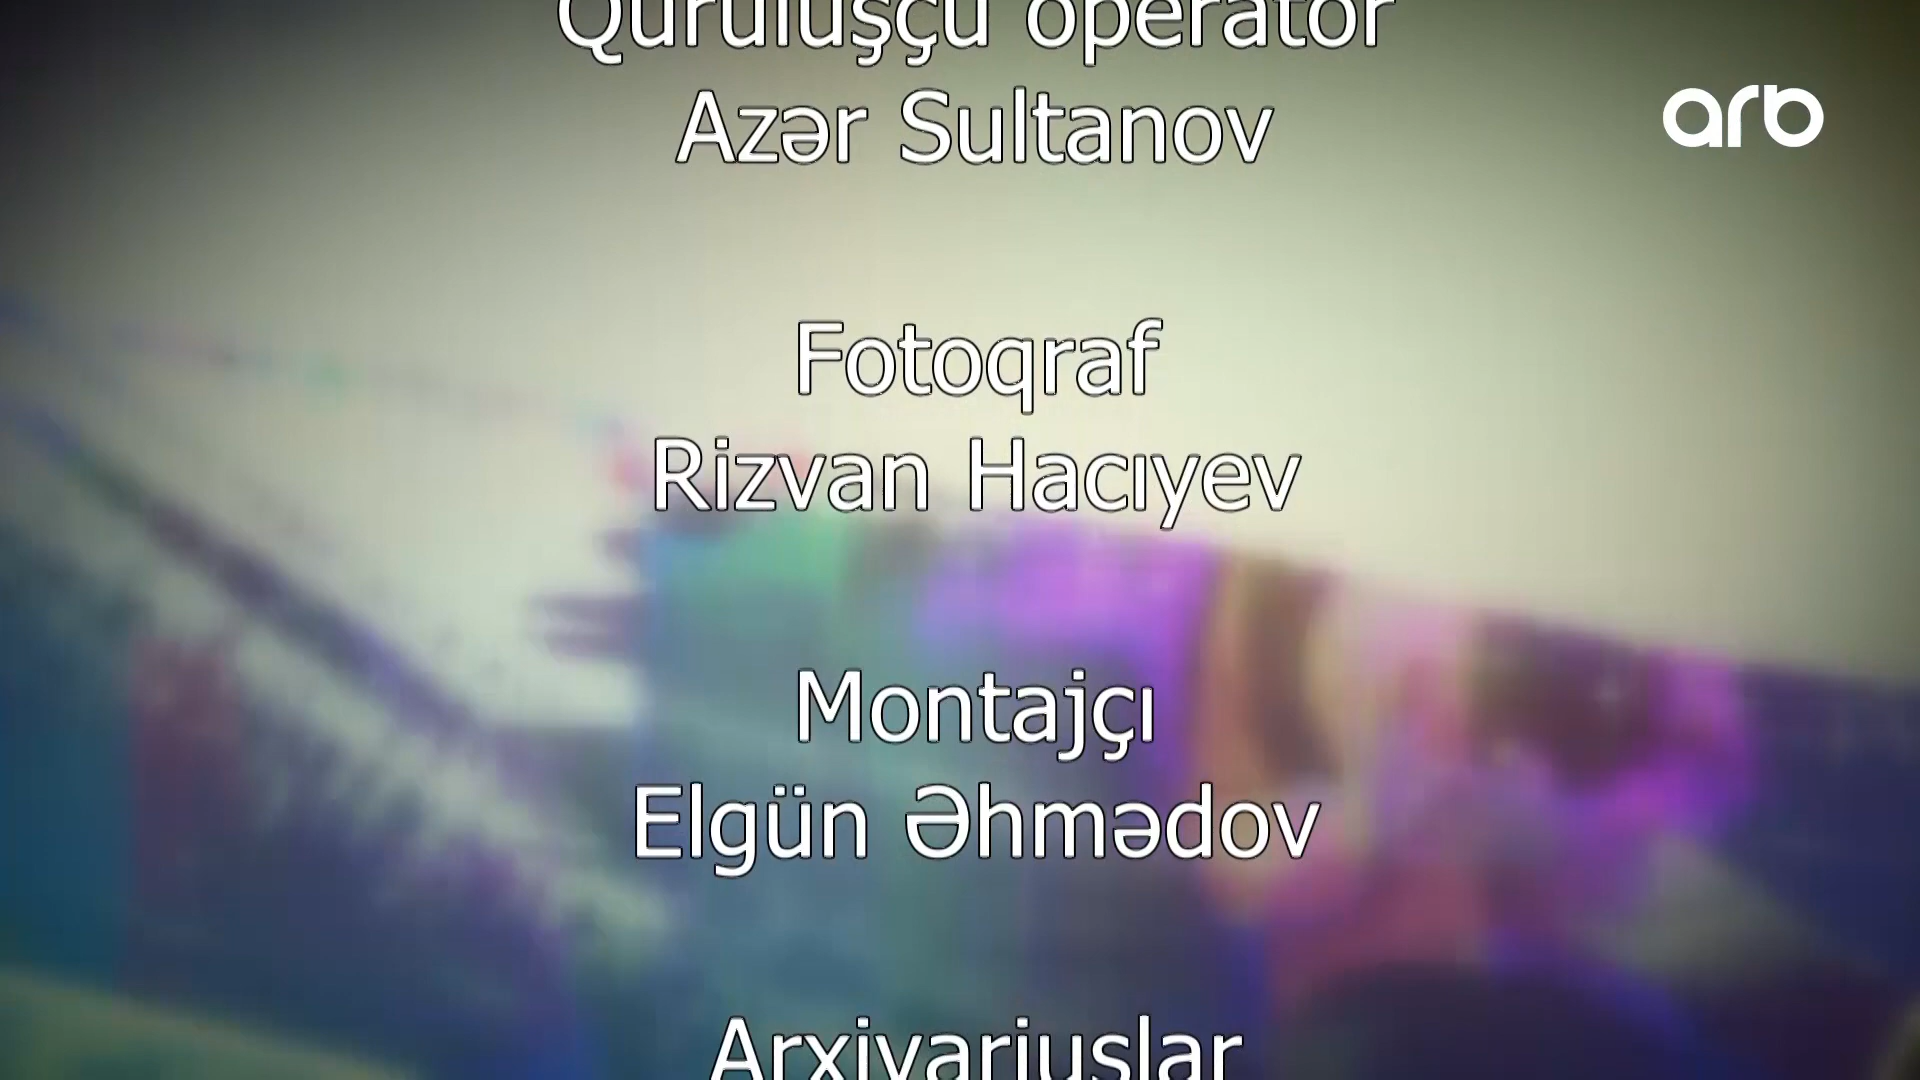 Quruluşçu operator
Azər Sultanov
arb
Fotoqraf
Rizvan Hacıyev
Montajçı
Elgün Əhmədov
Arxivariuslar